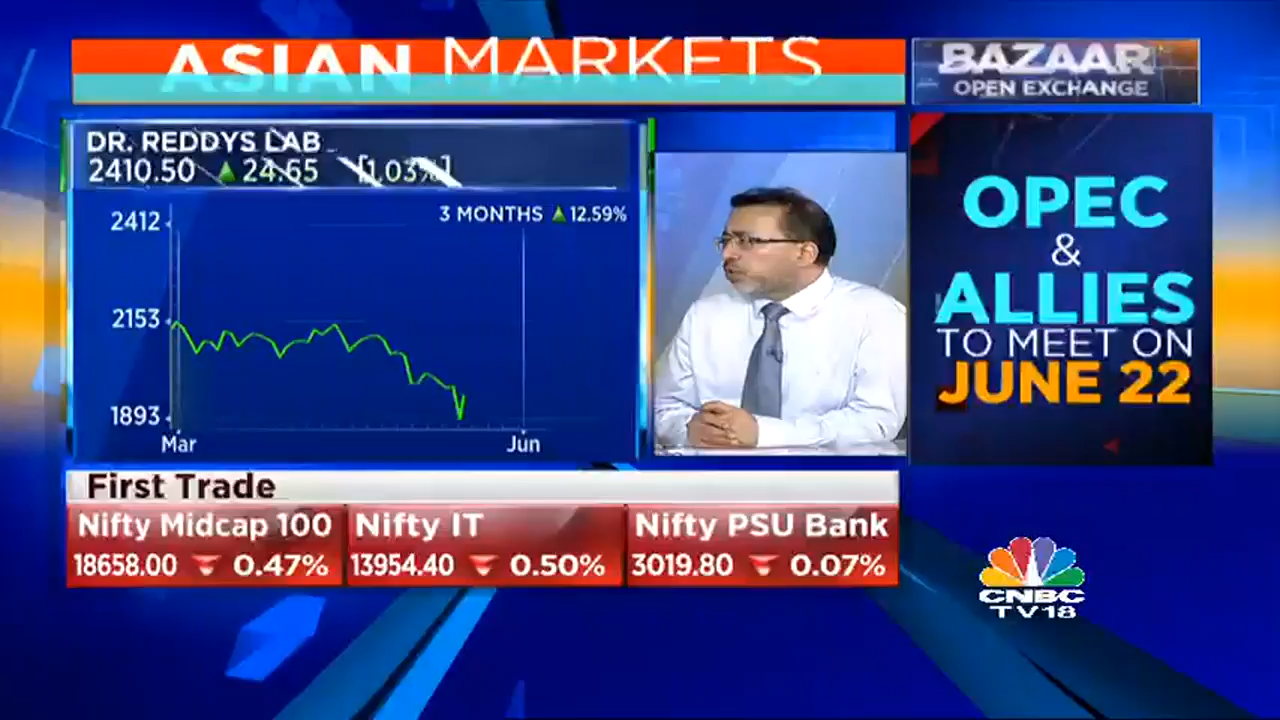 ASIAN MARKETS
BAZAAR
OPEN EXCHANGE
DR. REDDYS LAB
2410.50 ▲ 24.65 [1.03%]
3 MONTHS ▲ 12.59%
2412
2153
1893
Mar Jun
OPEC
&
ALLIES
TO MEET ON
JUNE 22
First Trade
Nifty Midcap 100
18658.00 ▼ 0.47%
Nifty IT
13954.40 ▼ 0.50%
Nifty PSU Bank
3019.80 ▼ 0.07%
CNBC
TV18